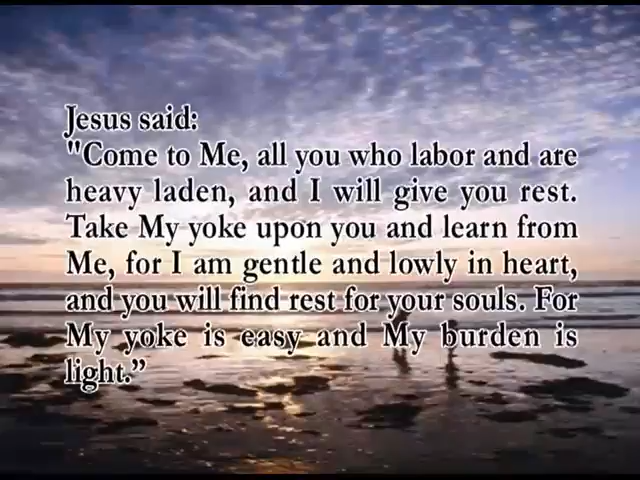 Jesus said:
"Come to Me, all you who labor and are
heavy laden, and I will give you rest.
Take My yoke upon you and learn from
Me, for I am gentle and lowly in heart,
and you will find rest for your souls. For
My yoke is easy and My burden is
light.”